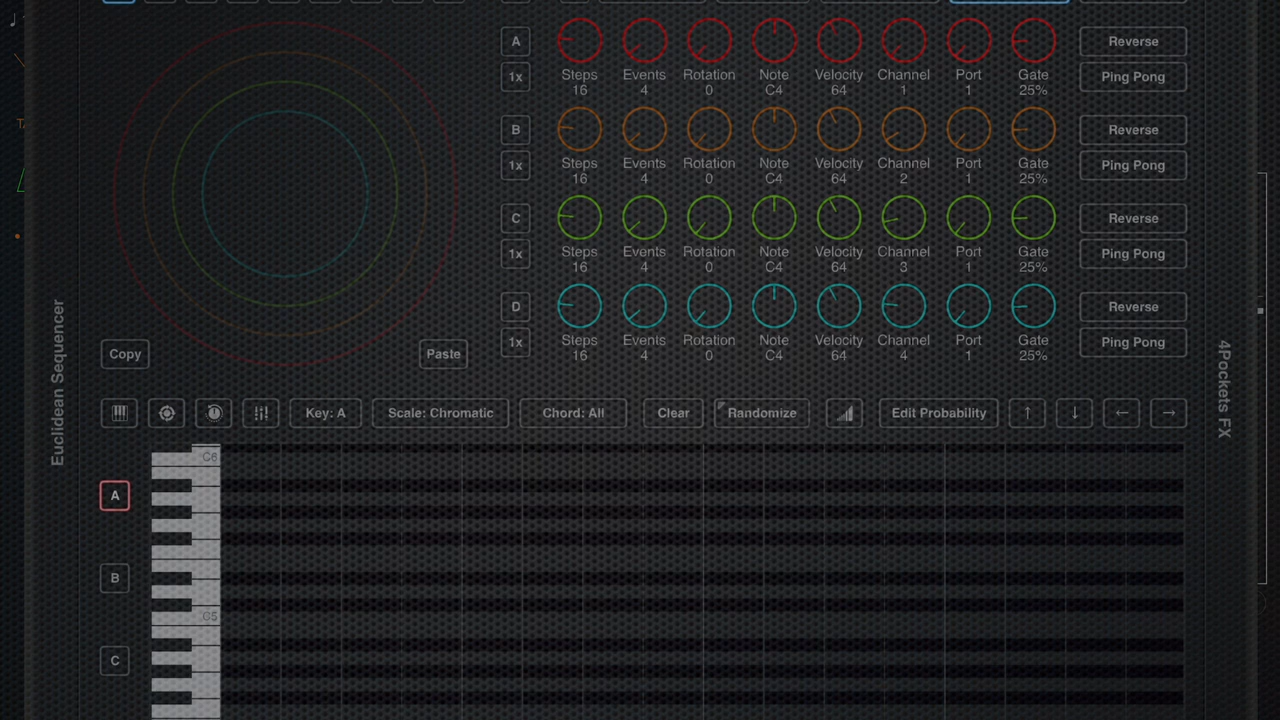 A
Reverse
Steps Events Rotation Note Velocity Channel Port Gate
1x
Ping Pong
16 4 0 C4 64 1 1 25%
B
Reverse
Steps Events Rotation Note Velocity Channel Port Gate
1x
Ping Pong
16 4 0 C4 64 2 1 25%
C
Reverse
Steps Events Rotation Note Velocity Channel Port Gate
1x
Ping Pong
16 4 0 C4 64 3 1 25%
D
Reverse
Steps Events Rotation Note Velocity Channel Port Gate
1x
Ping Pong
16 4 0 C4 64 4 1 25%
Copy
Paste
Euclidean Sequencer
4Pockets FX
Key: A
Scale: Chromatic
Chord: All
Clear
Randomize
Edit Probability
↑ ↓ ← →
C6
A
B
C5
C